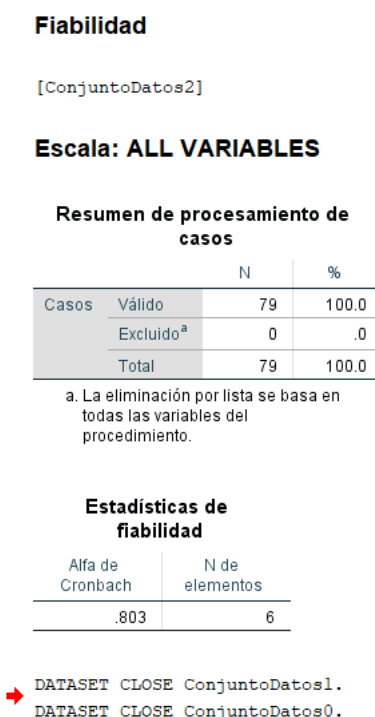 Fiabilidad
[ConjuntoDatos2]
Escala: ALL VARIABLES
Resumen de procesamiento de
casos
N %
Casos Válido 79 100.0
Excluidoª 0 .0
Total 79 100.0
a. La eliminación por lista se basa en
todas las variables del
procedimiento.
Estadísticas de
fiabilidad
Alfa de N de
Cronbach elementos
.803 6
DATASET CLOSE ConjuntoDatos1.
DATASET CLOSE ConjuntoDatos0.